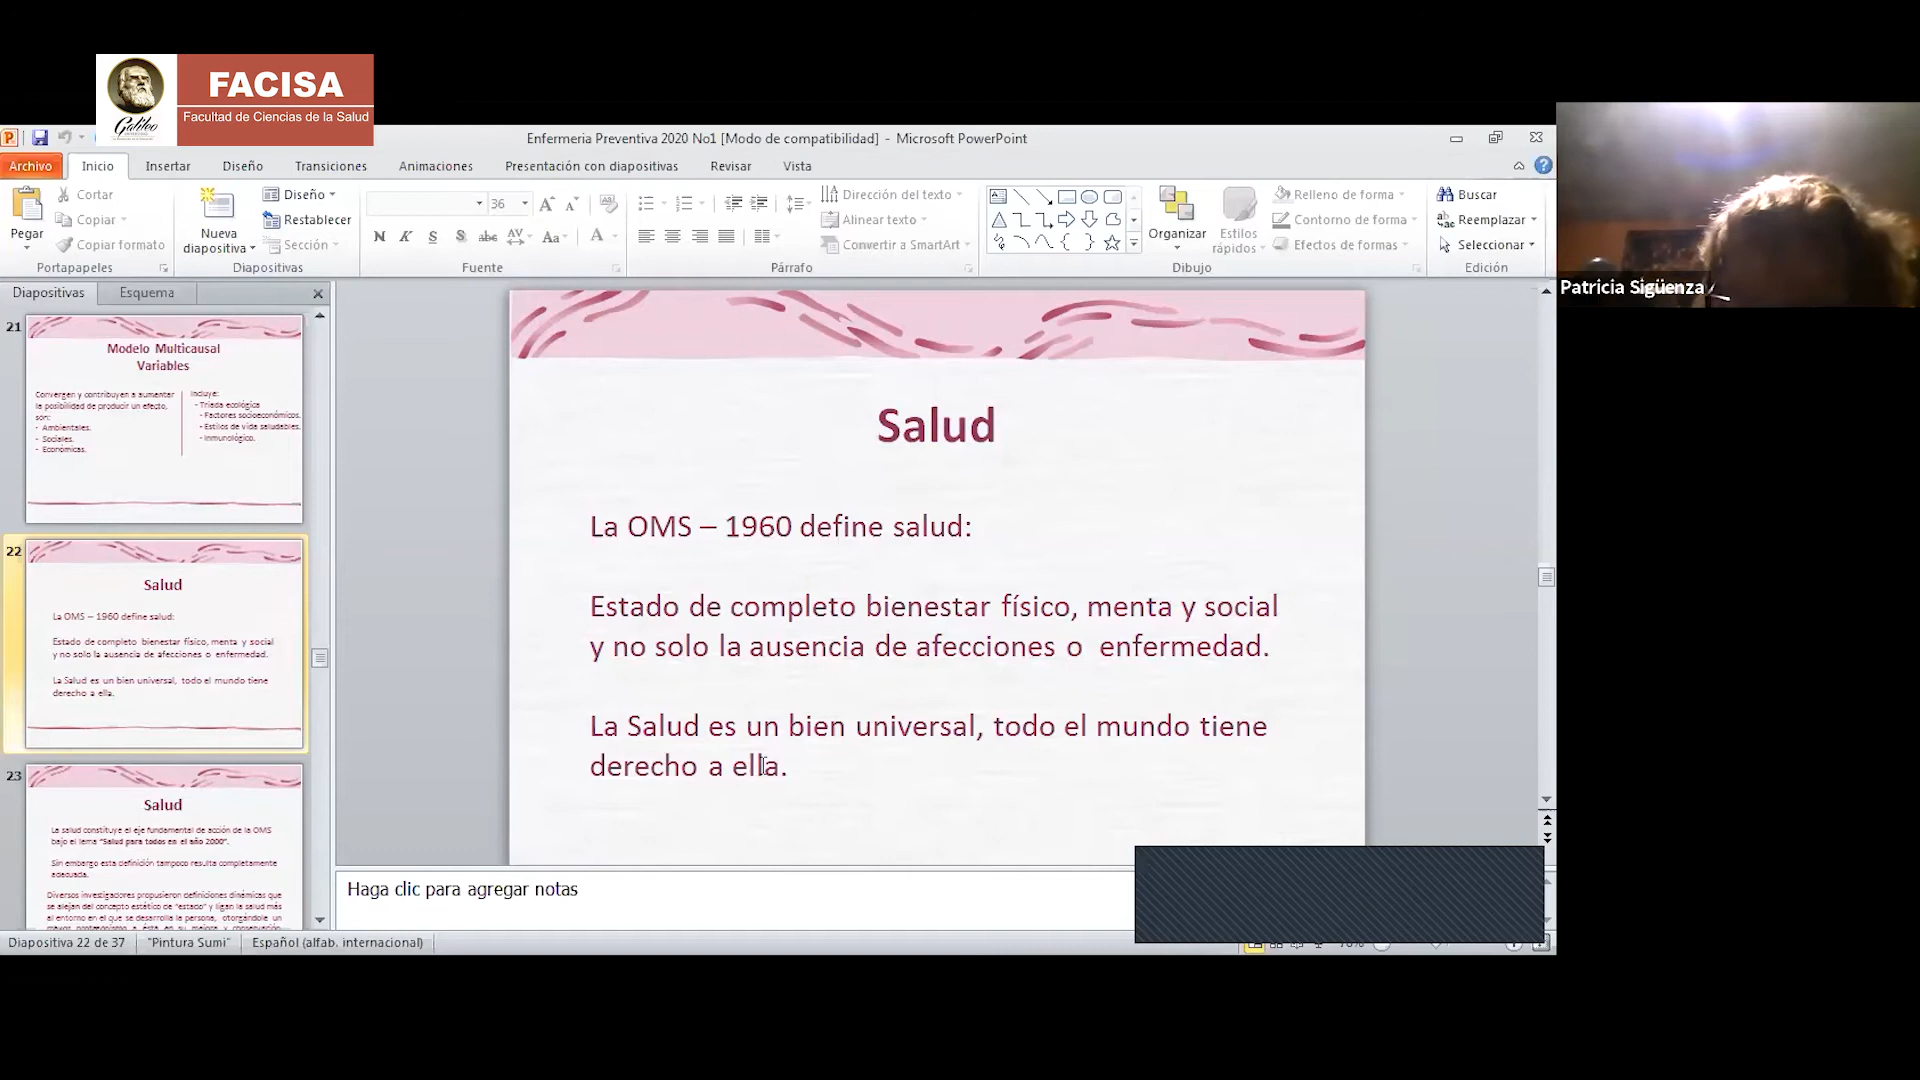 FACISA
Facultad de Ciencias de la Salud
Galileo
Enfermeria Preventiva 2020 No1 [Modo de compatibilidad] - Microsoft PowerPoint
Archivo Inicio Insertar Diseño Transiciones Animaciones Presentación con diapositivas Revisar Vista
Pegar
Cortar
Copiar
Copiar formato
Portapapeles
Nueva diapositiva
Diseño
Restablecer
Sección
Diapositivas
36
N K S S abc AV Aa A
Fuente
Dirección del texto
Alinear texto
Convertir a SmartArt
Párrafo
Organizar
Estilos rápidos
Relleno de forma
Contorno de forma
Efectos de formas
Dibujo
Buscar
Reemplazar
Seleccionar
Edición
Patricia Sigüenza
Diapositivas Esquema
21
Modelo Multicausal
Variables
Convergen y contribuyen a aumentar
la posibilidad de producir un efecto,
son:
- Ambientales.
- Sociales.
- Económicas.
Incluye:
- Triada ecológica
- Factores socioeconómicos.
- Estilos de vida saludables.
- Inmunológico.
22
Salud
La OMS – 1960 define salud:
Estado de completo bienestar físico, menta y social
y no solo la ausencia de afecciones o enfermedad.
La Salud es un bien universal, todo el mundo tiene
derecho a ella.
23
Salud
La salud constituye el eje fundamental de acción de la OMS
bajo el lema "Salud para todos en el año 2000".
Sin embargo esta definición tampoco resulta completamente
adecuada.
Diversos investigadores propusieron definiciones dinámicas que
se alejan del concepto estático de "estado" y ligan la salud más
al entorno en el que se desarrolla la persona, otorgándole un
Salud
La OMS – 1960 define salud:
Estado de completo bienestar físico, menta y social
y no solo la ausencia de afecciones o enfermedad.
La Salud es un bien universal, todo el mundo tiene
derecho a ella.
Haga clic para agregar notas
Diapositiva 22 de 37 "Pintura Sumi" Español (alfab. internacional)